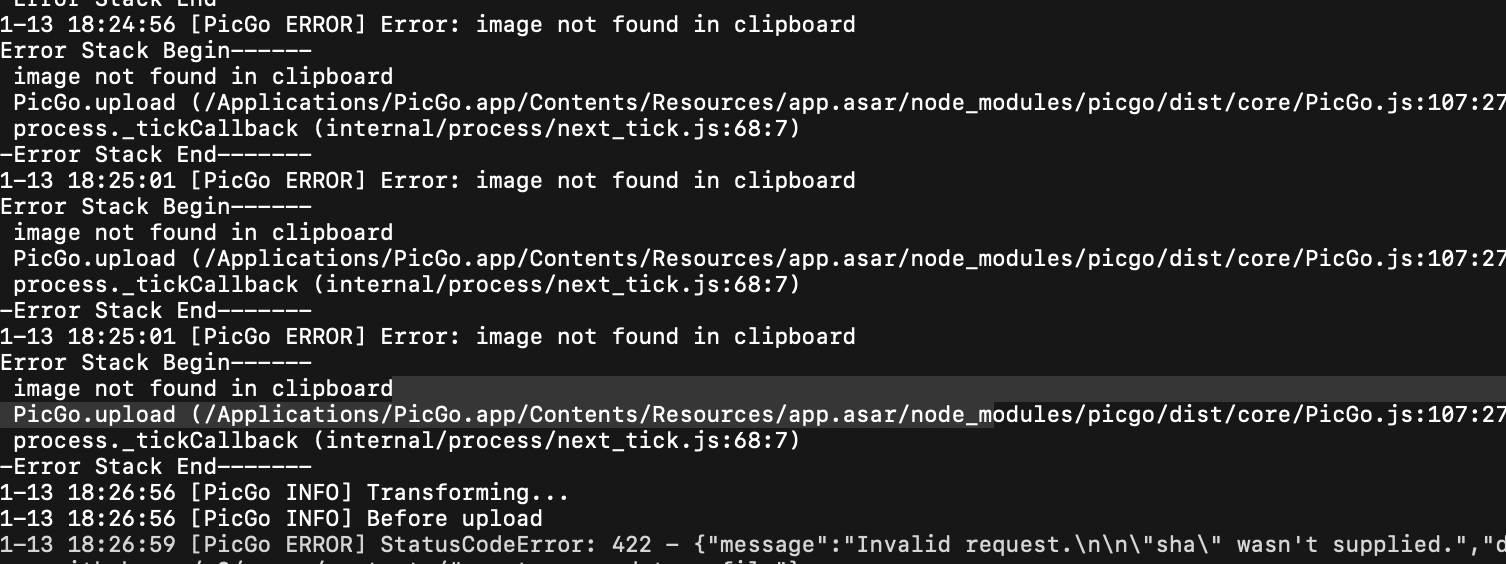 Error Stack End
1-13 18:24:56 [PicGo ERROR] Error: image not found in clipboard
Error Stack Begin------
image not found in clipboard
PicGo.upload (/Applications/PicGo.app/Contents/Resources/app.asar/node_modules/picgo/dist/core/PicGo.js:107:27
process._tickCallback (internal/process/next_tick.js:68:7)
-Error Stack End-------
1-13 18:25:01 [PicGo ERROR] Error: image not found in clipboard
Error Stack Begin------
image not found in clipboard
PicGo.upload (/Applications/PicGo.app/Contents/Resources/app.asar/node_modules/picgo/dist/core/PicGo.js:107:27
process._tickCallback (internal/process/next_tick.js:68:7)
-Error Stack End-------
1-13 18:25:01 [PicGo ERROR] Error: image not found in clipboard
Error Stack Begin------
image not found in clipboard
PicGo.upload (/Applications/PicGo.app/Contents/Resources/app.asar/node_modules/picgo/dist/core/PicGo.js:107:27
process._tickCallback (internal/process/next_tick.js:68:7)
-Error Stack End-------
1-13 18:26:56 [PicGo INFO] Transforming...
1-13 18:26:56 [PicGo INFO] Before upload
1-13 18:26:59 [PicGo ERROR] StatusCodeError: 422 - {"message":"Invalid request.\n\n\"sha\" wasn't supplied.","d